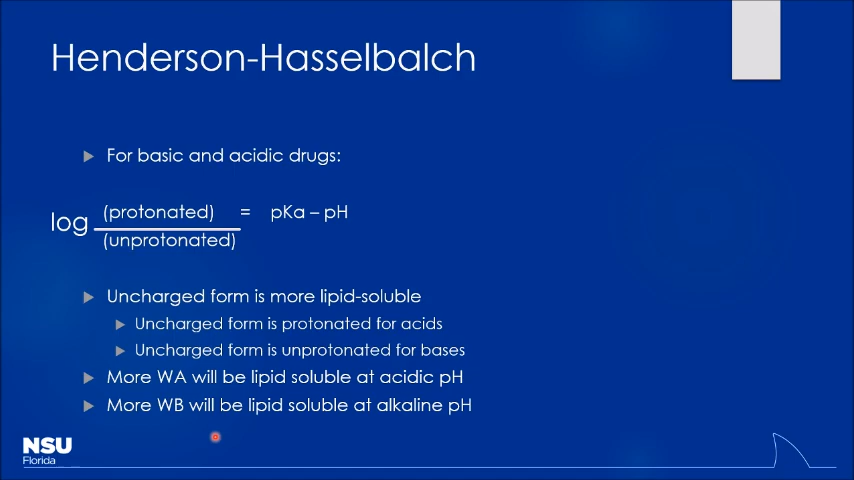 Henderson-Hasselbalch
For basic and acidic drugs:
log (protonated) = pKa – pH
(unprotonated)
Uncharged form is more lipid-soluble
Uncharged form is protonated for acids
Uncharged form is unprotonated for bases
More WA will be lipid soluble at acidic pH
More WB will be lipid soluble at alkaline pH
NSU
Florida